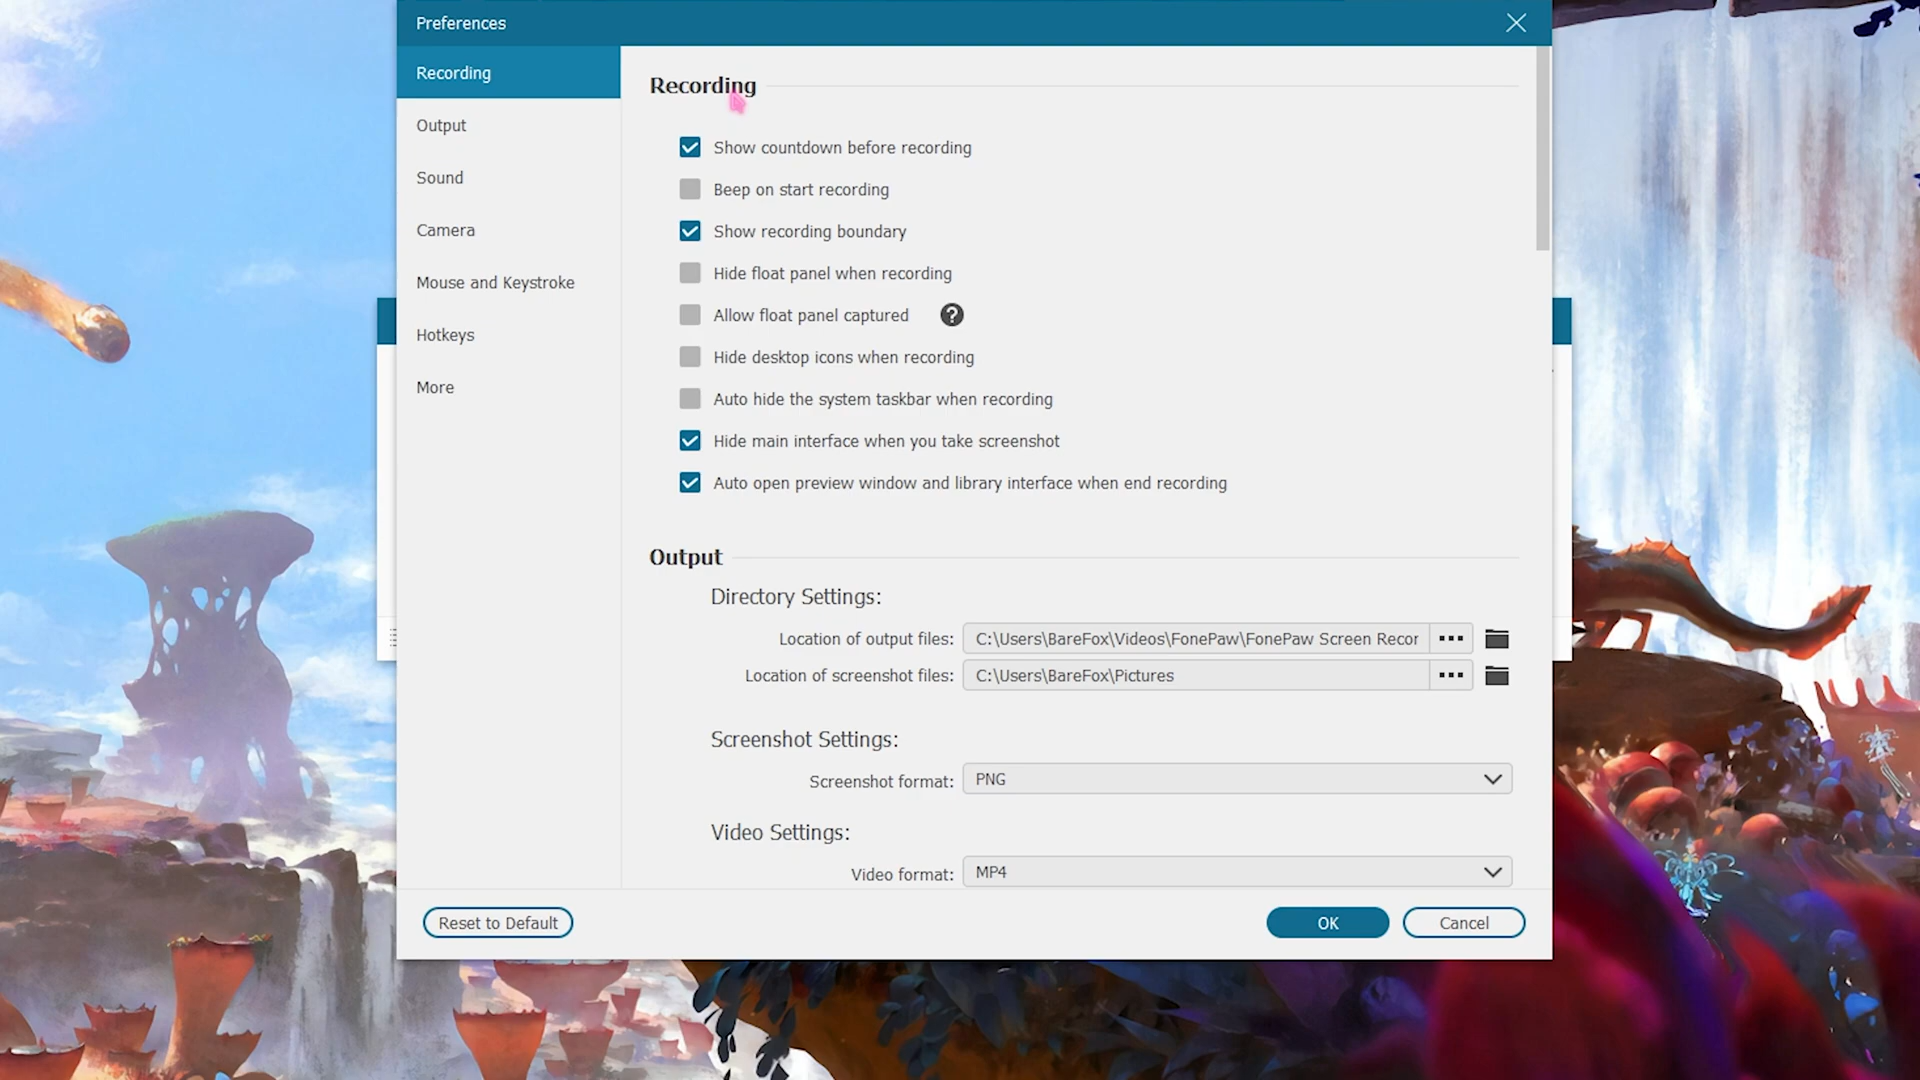 Preferences
Recording
Output
Sound
Camera
Mouse and Keystroke
Hotkeys
More
Recording
Show countdown before recording
Beep on start recording
Show recording boundary
Hide float panel when recording
Allow float panel captured
Hide desktop icons when recording
Auto hide the system taskbar when recording
Hide main interface when you take screenshot
Auto open preview window and library interface when end recording
Output
Directory Settings:
Location of output files: C:\Users\BareFox\Videos\FonePaw\FonePaw Screen Recor
Location of screenshot files: C:\Users\BareFox\Pictures
Screenshot Settings:
Screenshot format: PNG
Video Settings:
Video format: MP4
Reset to Default OK Cancel